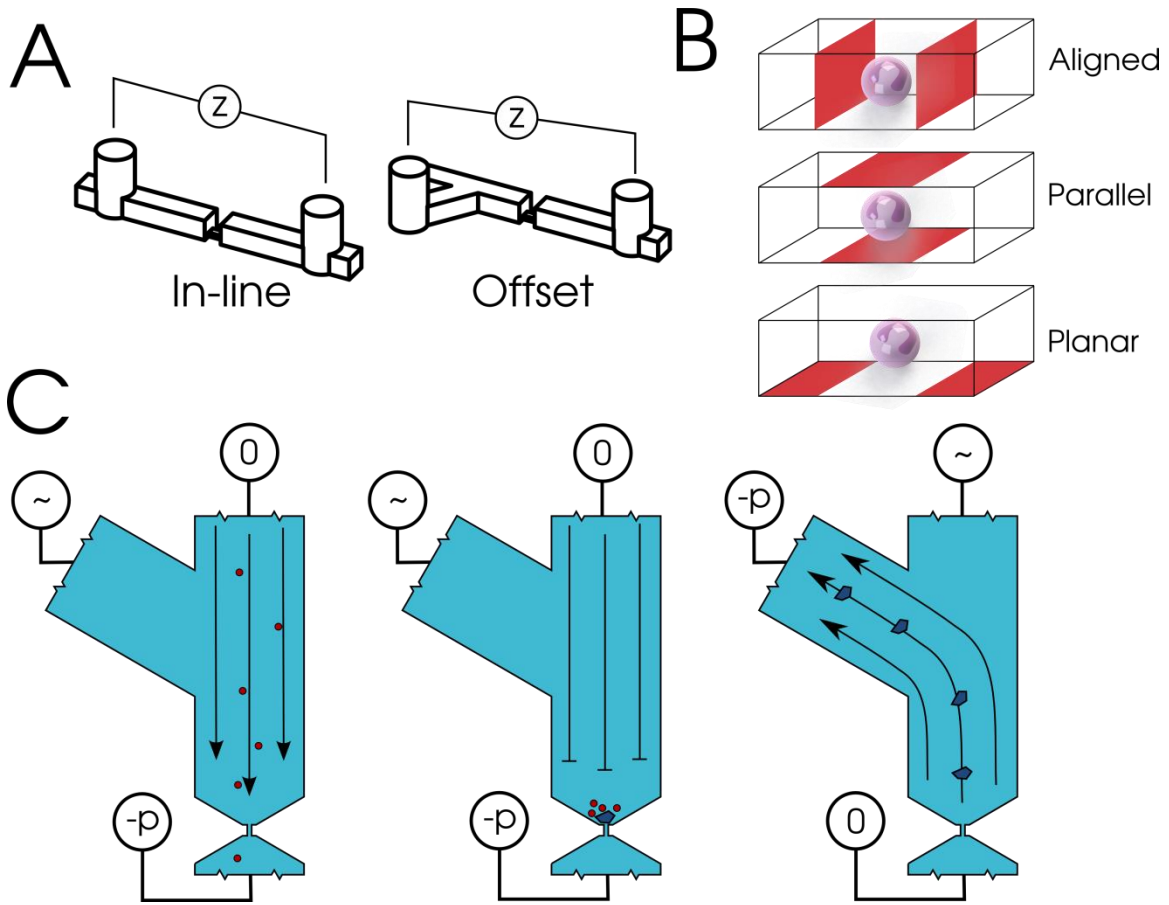 A
Z
Z
In-line
Offset
B
Aligned
Parallel
Planar
C
0
~
-p
0
~
-p
~
-p
0